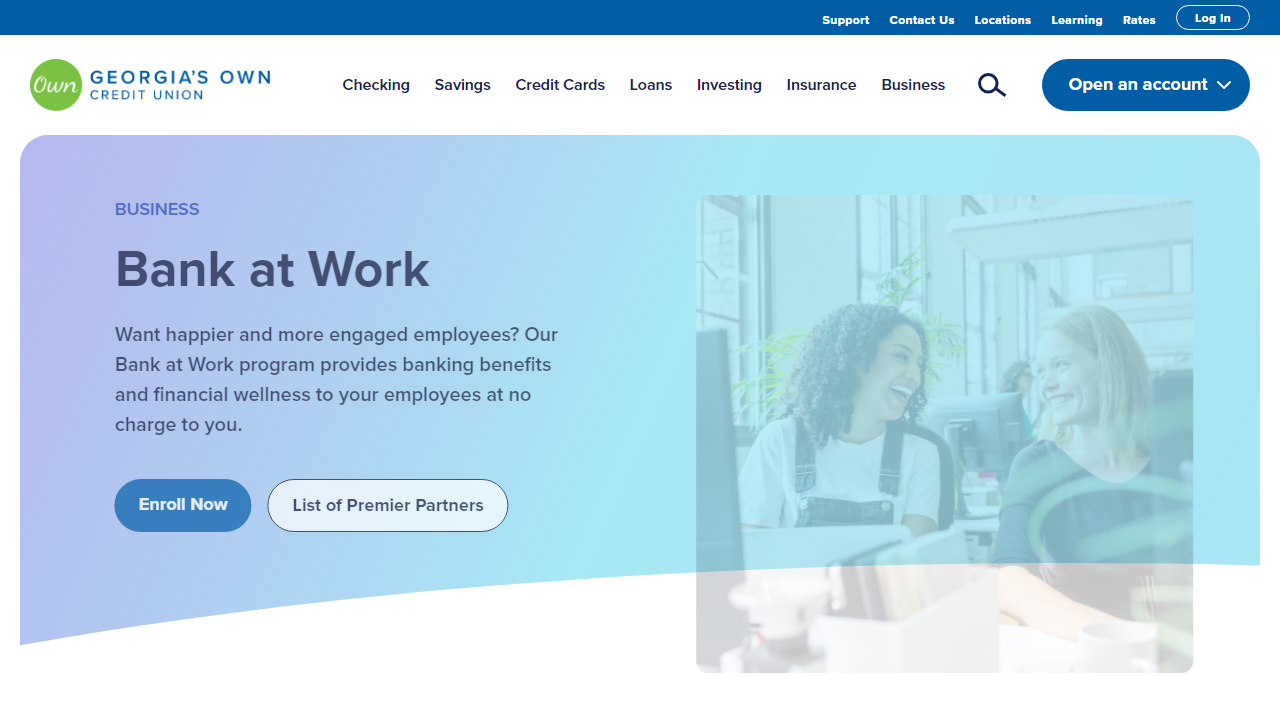 Support Contact Us Locations Learning Rates Log In
Own GEORGIA'S OWN
CREDIT UNION
Checking Savings Credit Cards Loans Investing Insurance Business Open an account
BUSINESS
Bank at Work
Want happier and more engaged employees? Our
Bank at Work program provides banking benefits
and financial wellness to your employees at no
charge to you.
Enroll Now List of Premier Partners